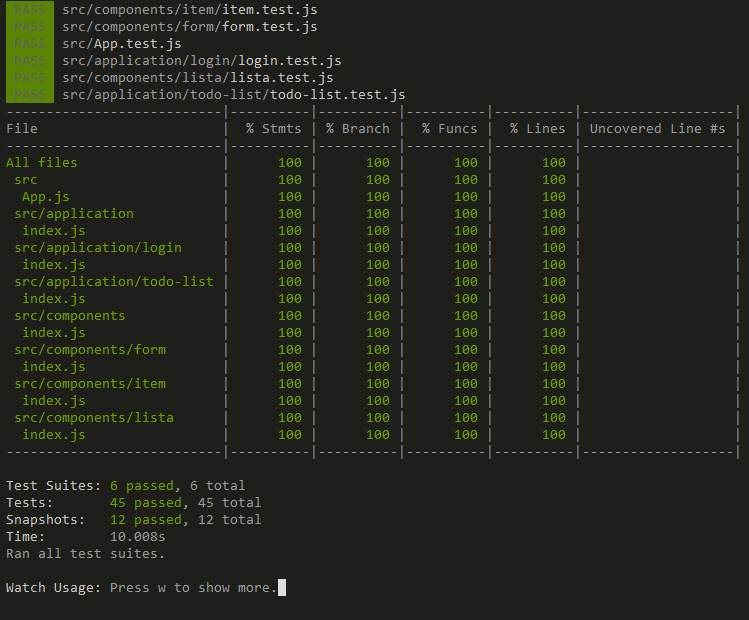 PASS src/components/item/item.test.js
PASS src/components/form/form.test.js
PASS src/App.test.js
PASS src/application/login/login.test.js
PASS src/components/lista/lista.test.js
PASS src/application/todo-list/todo-list.test.js
---------------------------|----------|----------|----------|----------|-------------------|
File                       |  % Stmts | % Branch |  % Funcs |  % Lines | Uncovered Line #s |
---------------------------|----------|----------|----------|----------|-------------------|
All files                  |      100 |      100 |      100 |      100 |                   |
 src                       |      100 |      100 |      100 |      100 |                   |
  App.js                   |      100 |      100 |      100 |      100 |                   |
 src/application           |      100 |      100 |      100 |      100 |                   |
  index.js                 |      100 |      100 |      100 |      100 |                   |
 src/application/login     |      100 |      100 |      100 |      100 |                   |
  index.js                 |      100 |      100 |      100 |      100 |                   |
 src/application/todo-list |      100 |      100 |      100 |      100 |                   |
  index.js                 |      100 |      100 |      100 |      100 |                   |
 src/components            |      100 |      100 |      100 |      100 |                   |
  index.js                 |      100 |      100 |      100 |      100 |                   |
 src/components/form       |      100 |      100 |      100 |      100 |                   |
  index.js                 |      100 |      100 |      100 |      100 |                   |
 src/components/item       |      100 |      100 |      100 |      100 |                   |
  index.js                 |      100 |      100 |      100 |      100 |                   |
 src/components/lista      |      100 |      100 |      100 |      100 |                   |
  index.js                 |      100 |      100 |      100 |      100 |                   |
---------------------------|----------|----------|----------|----------|-------------------|
Test Suites: 6 passed, 6 total
Tests:       45 passed, 45 total
Snapshots:   12 passed, 12 total
Time:        10.008s
Ran all test suites.
Watch Usage: Press w to show more.